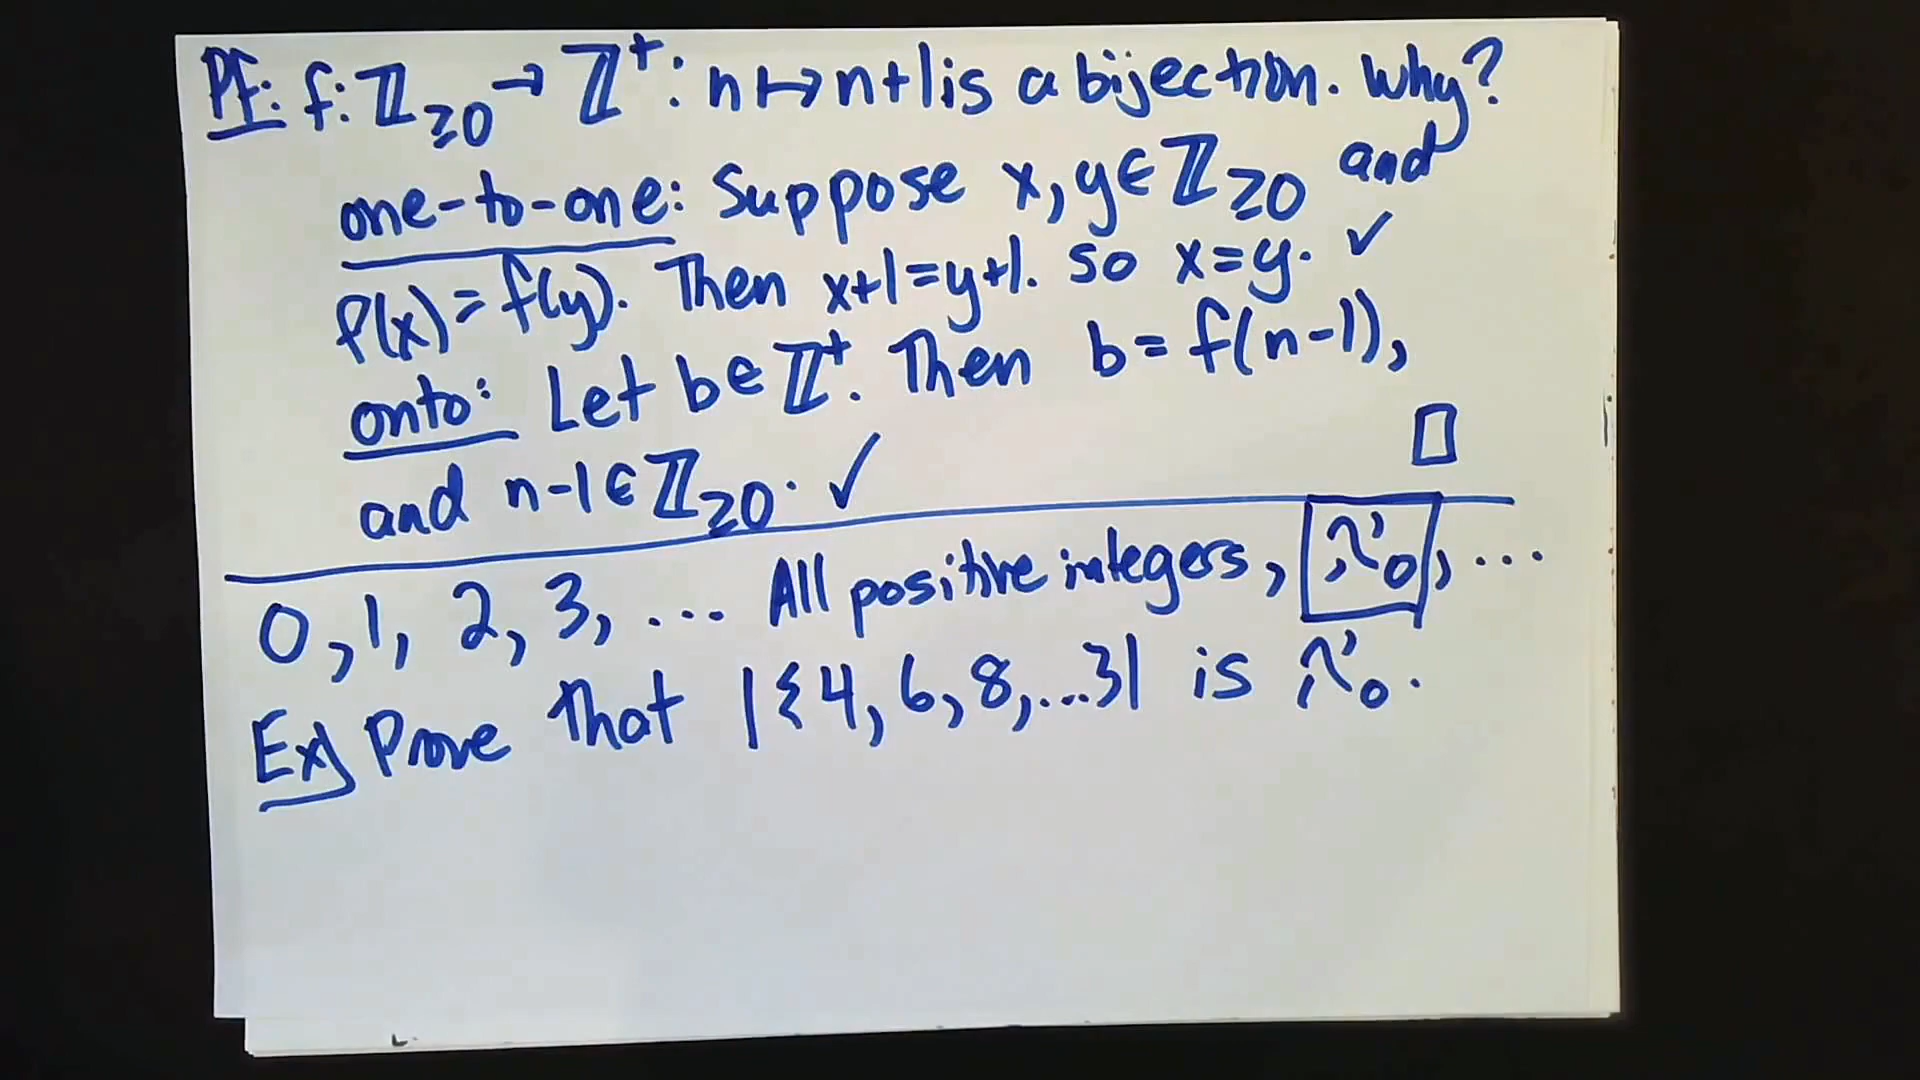 Pf: f: ℤ≥0 → ℤ⁺: n ↦ n+1 is a bijection. Why?
one-to-one: Suppose x, y ∈ ℤ≥0 and
f(x) = f(y). Then x+1 = y+1. So x = y. ✓
onto: Let b ∈ ℤ⁺. Then b = f(n-1),
and n-1 ∈ ℤ≥0. ✓ □
0, 1, 2, 3, ... All positive integers, ℵ₀, ...
Ex) Prove that |{4, 6, 8, ...}| is ℵ₀.